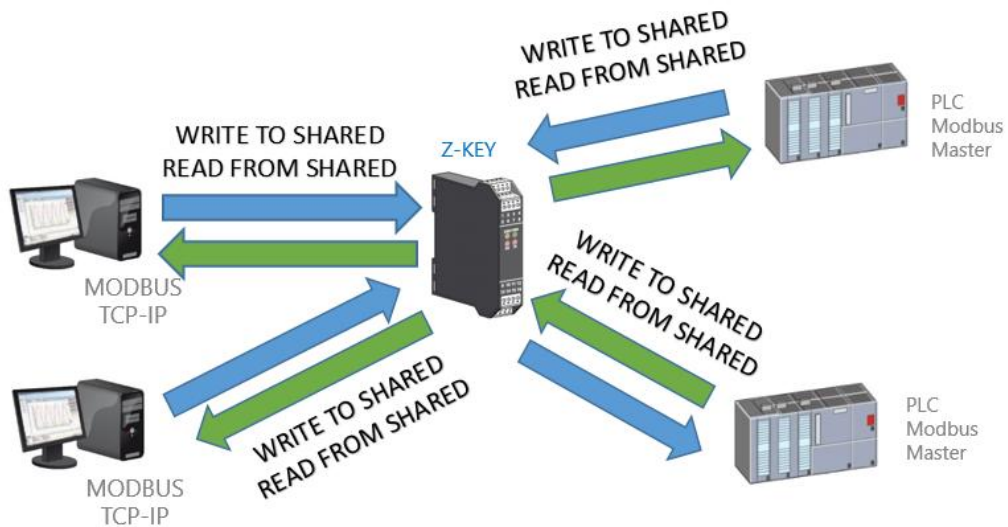 WRITE TO SHARED
READ FROM SHARED
PLC
Modbus
Master
WRITE TO SHARED
READ FROM SHARED
Z-KEY
MODBUS
TCP-IP
WRITE TO SHARED
READ FROM SHARED
WRITE TO SHARED
READ FROM SHARED
PLC
Modbus
Master
MODBUS
TCP-IP